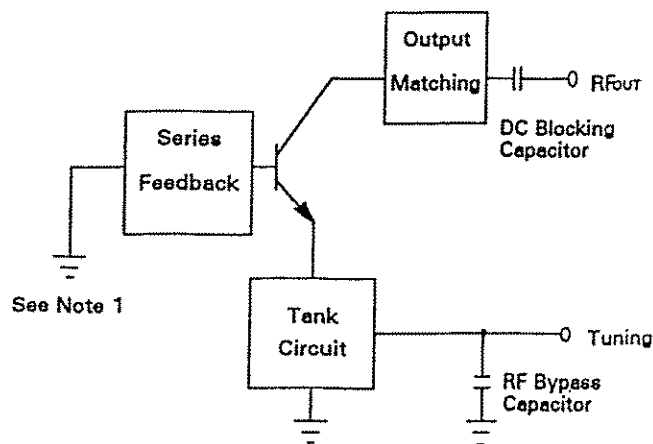 Output
Matching
RFOUT
DC Blocking
Capacitor
Series
Feedback
See Note 1
Tank
Circuit
Tuning
RF Bypass
Capacitor